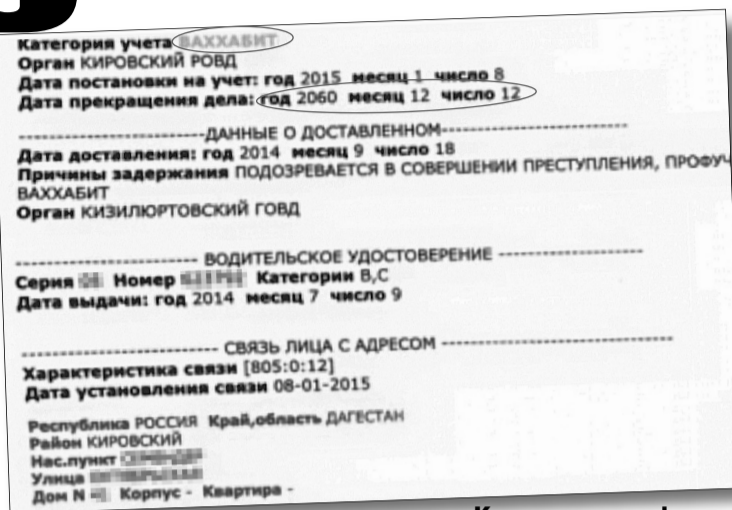 Категория учета ВАХХАБИТ
Орган КИРОВСКИЙ РОВД
Дата постановки на учет: год 2015 месяц 1 число 8
Дата прекращения дела: год 2060 месяц 12 число 12
-------------------------ДАННЫЕ О ДОСТАВЛЕННОМ-------------------------
Дата доставления: год 2014 месяц 9 число 18
Причины задержания ПОДОЗРЕВАЕТСЯ В СОВЕРШЕНИИ ПРЕСТУПЛЕНИЯ, ПРОФУЧ
ВАХХАБИТ
Орган КИЗИЛЮРТОВСКИЙ ГОВД
------------------------- ВОДИТЕЛЬСКОЕ УДОСТОВЕРЕНИЕ --------------------
Серия Номер Категории В,С
Дата выдачи: год 2014 месяц 7 число 9
--------------------------- СВЯЗЬ ЛИЦА С АДРЕСОМ ----------------------------
Характеристика связи [805:0:12]
Дата установления связи 08-01-2015
Республика РОССИЯ Край,область ДАГЕСТАН
Район КИРОВСКИЙ
Нас.пункт
Улица
Дом N Корпус - Квартира -